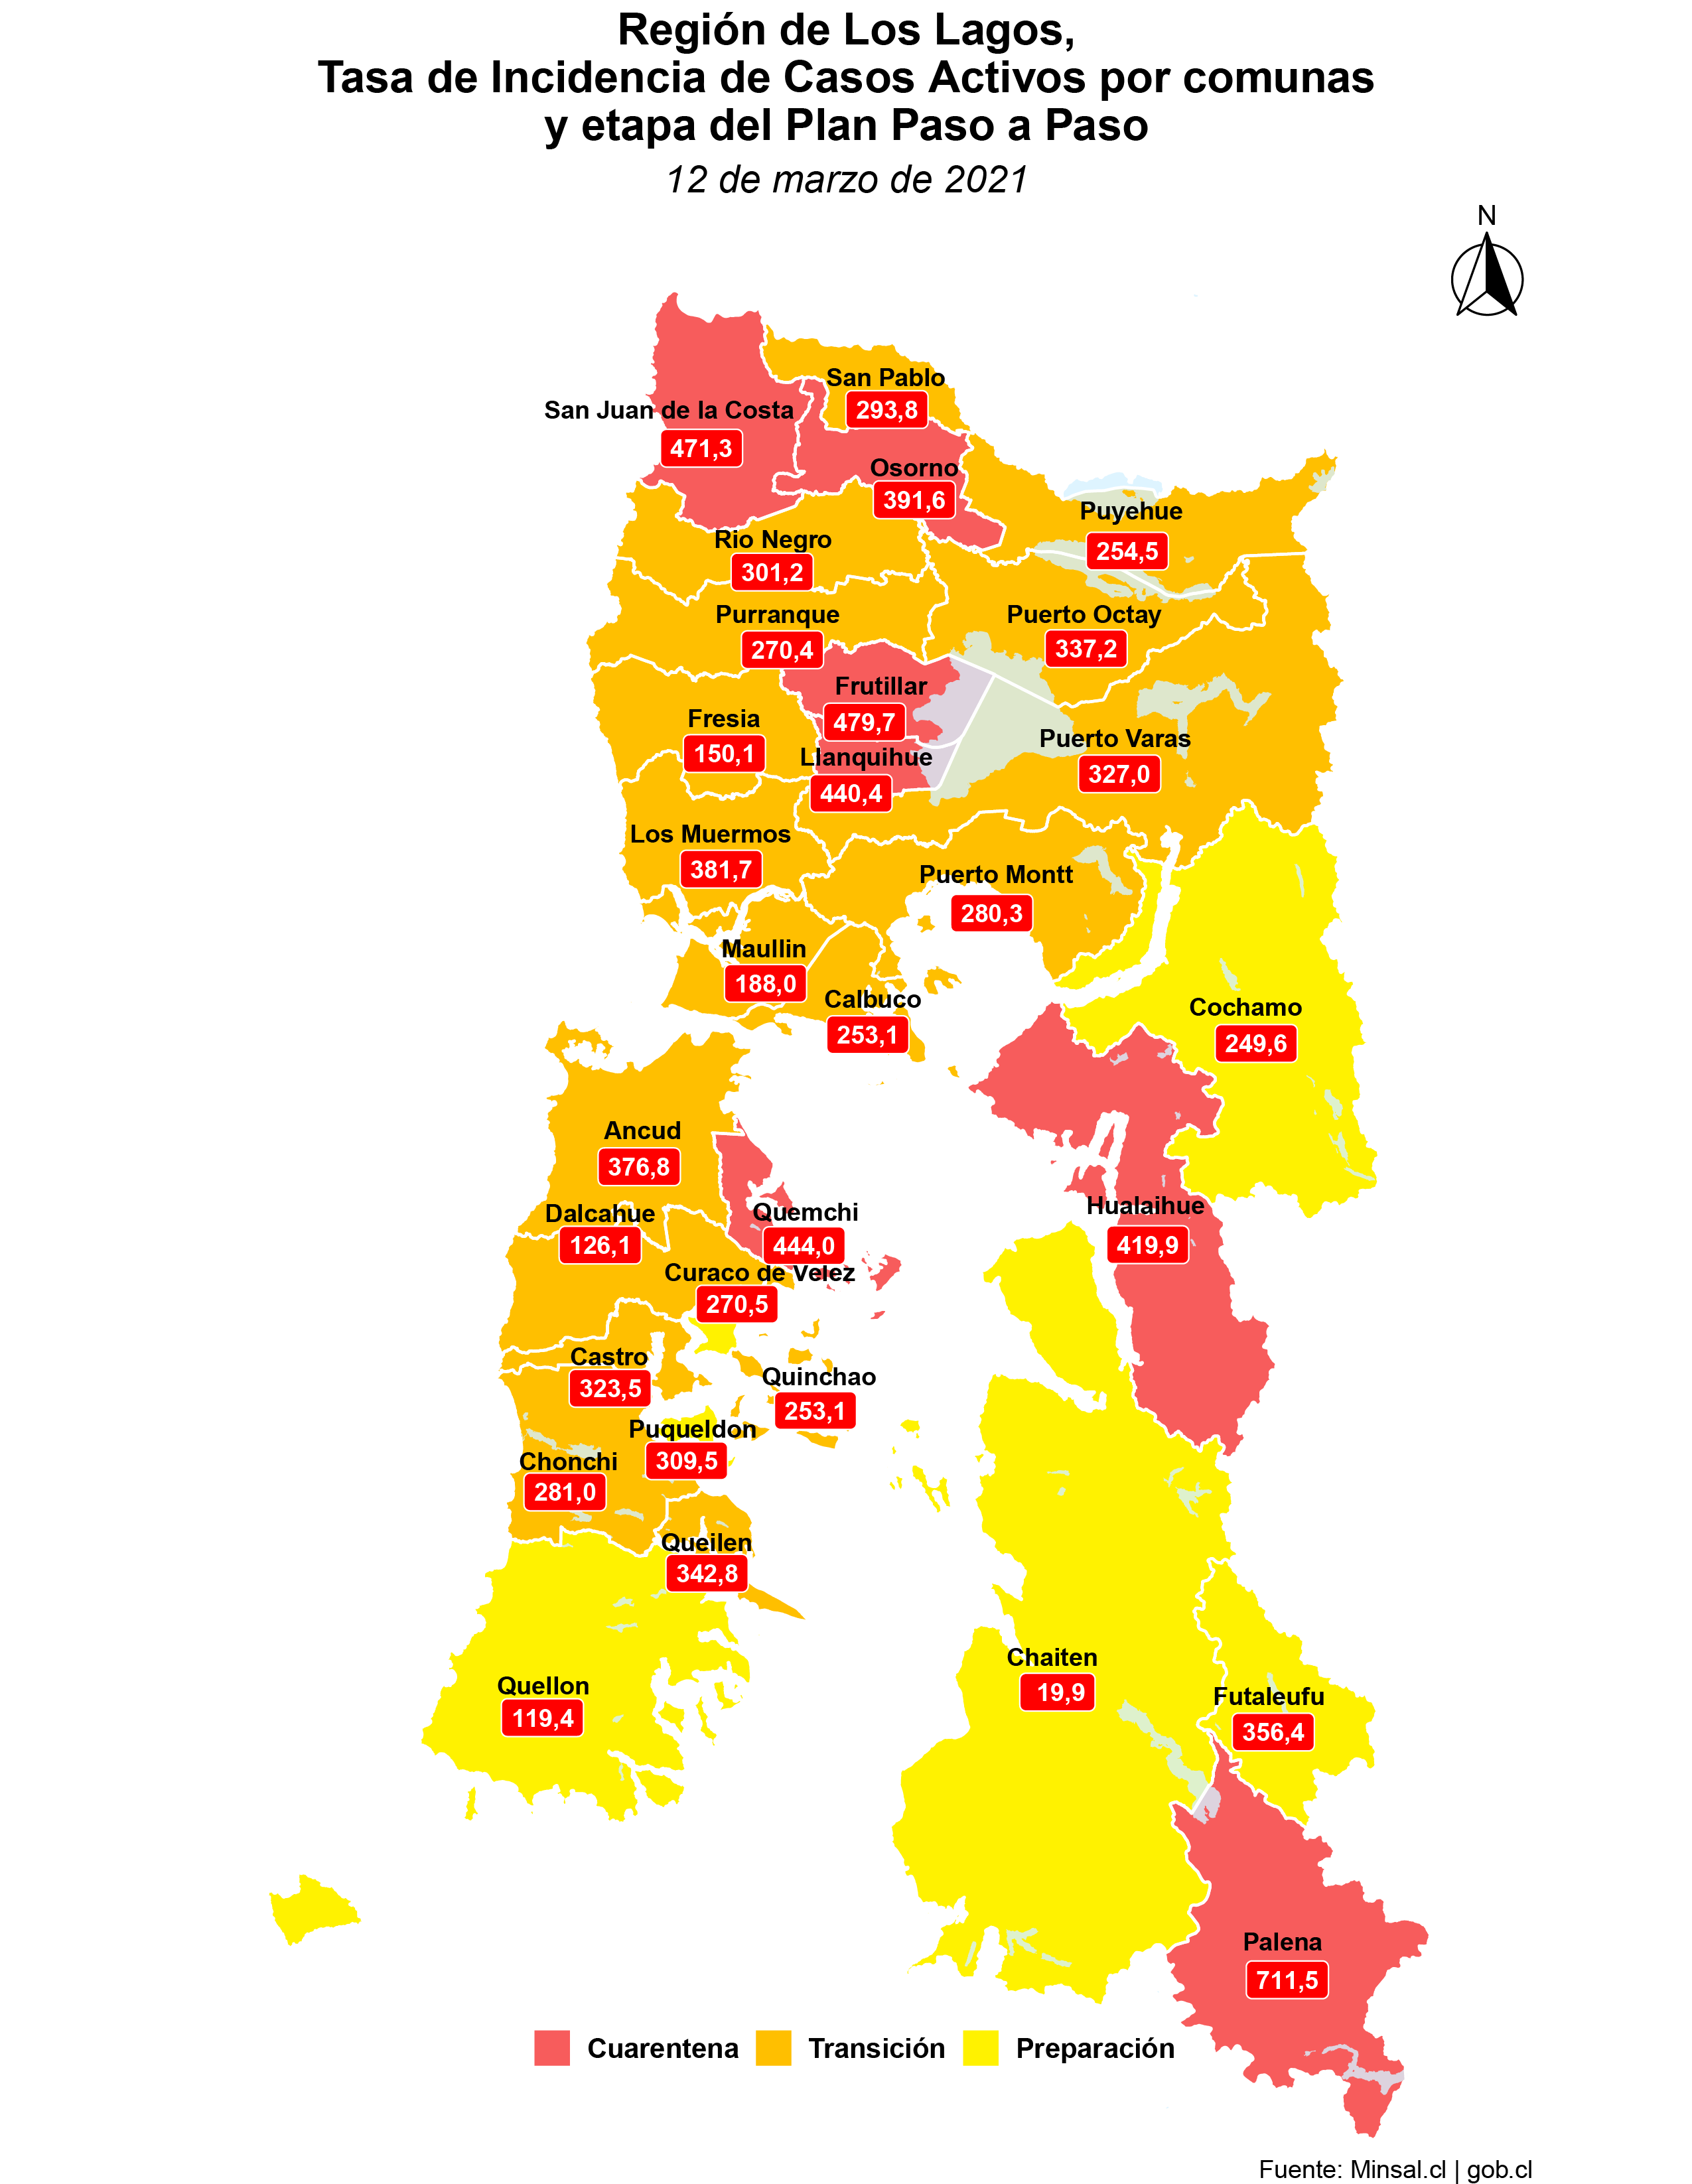 Región de Los Lagos,
Tasa de Incidencia de Casos Activos por comunas
y etapa del Plan Paso a Paso
12 de marzo de 2021
N
San Pablo
293,8
San Juan de la Costa
471,3
Osorno
391,6
Puyehue
254,5
Rio Negro
301,2
Purranque
270,4
Puerto Octay
337,2
Frutillar
479,7
Fresia
150,1
Puerto Varas
327,0
Llanquihue
440,4
Los Muermos
381,7
Puerto Montt
280,3
Maullin
188,0
Calbuco
253,1
Cochamo
249,6
Ancud
376,8
Dalcahue
126,1
Quemchi
444,0
Hualaihue
419,9
Curaco de Velez
270,5
Castro
323,5
Quinchao
253,1
Puqueldon
309,5
Chonchi
281,0
Queilen
342,8
Chaiten
19,9
Quellon
119,4
Futaleufu
356,4
Palena
711,5
Cuarentena Transición Preparación
Fuente: Minsal.cl | gob.cl